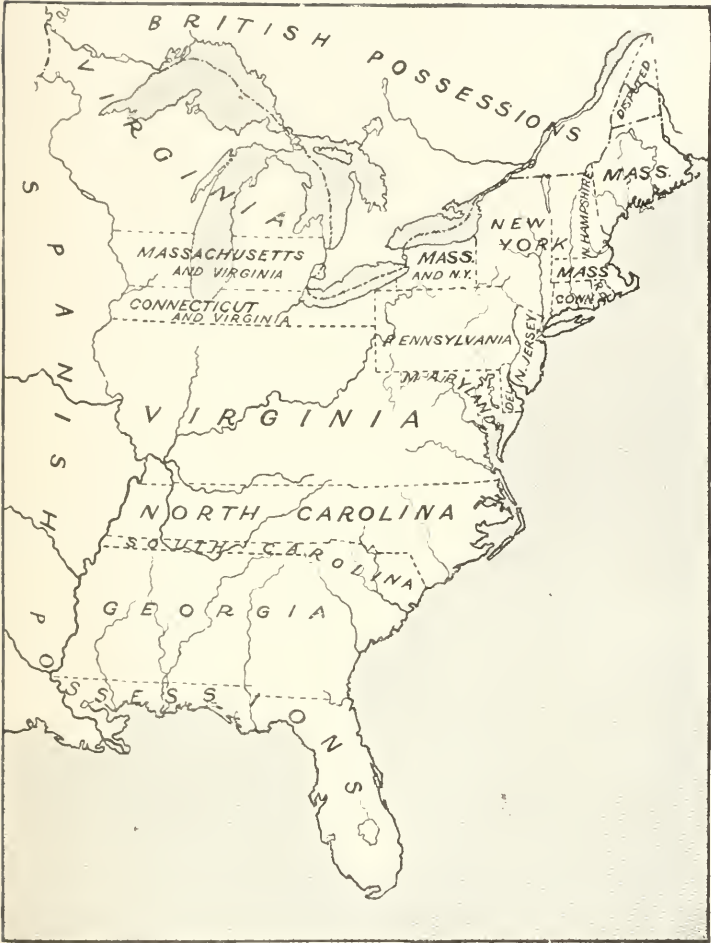 BRITISH POSSESSIONS
VIRGINIA
DISPUTED
MASS.
N. HAMPSHIRE
NEW
YORK
MASSACHUSETTS
AND VIRGINIA
MASS.
AND N.Y.
MASS
CONN.
R.I.
CONNECTICUT
AND VIRGINIA
PENNSYLVANIA
N. JERSEY
MARYLAND
DEL.
VIRGINIA
NORTH CAROLINA
SOUTH CAROLINA
GEORGIA
SPANISH POSSESSIONS